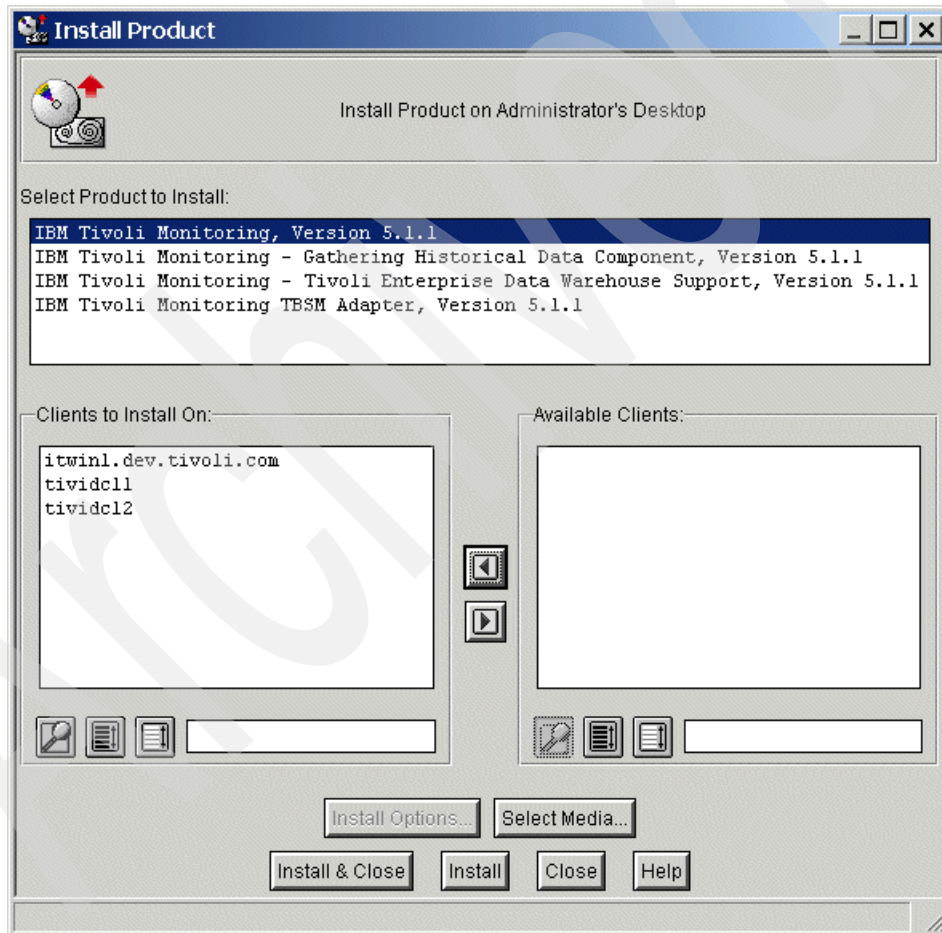 Install Product
Install Product on Administrator's Desktop
Select Product to Install:
IBM Tivoli Monitoring, Version 5.1.1
IBM Tivoli Monitoring - Gathering Historical Data Component, Version 5.1.1
IBM Tivoli Monitoring - Tivoli Enterprise Data Warehouse Support, Version 5.1.1
IBM Tivoli Monitoring TBSM Adapter, Version 5.1.1
Clients to Install On:
Available Clients:
itwinl.dev.tivoli.com
tividcl1
tividcl2
Install Options...
Select Media...
Install & Close
Install
Close
Help